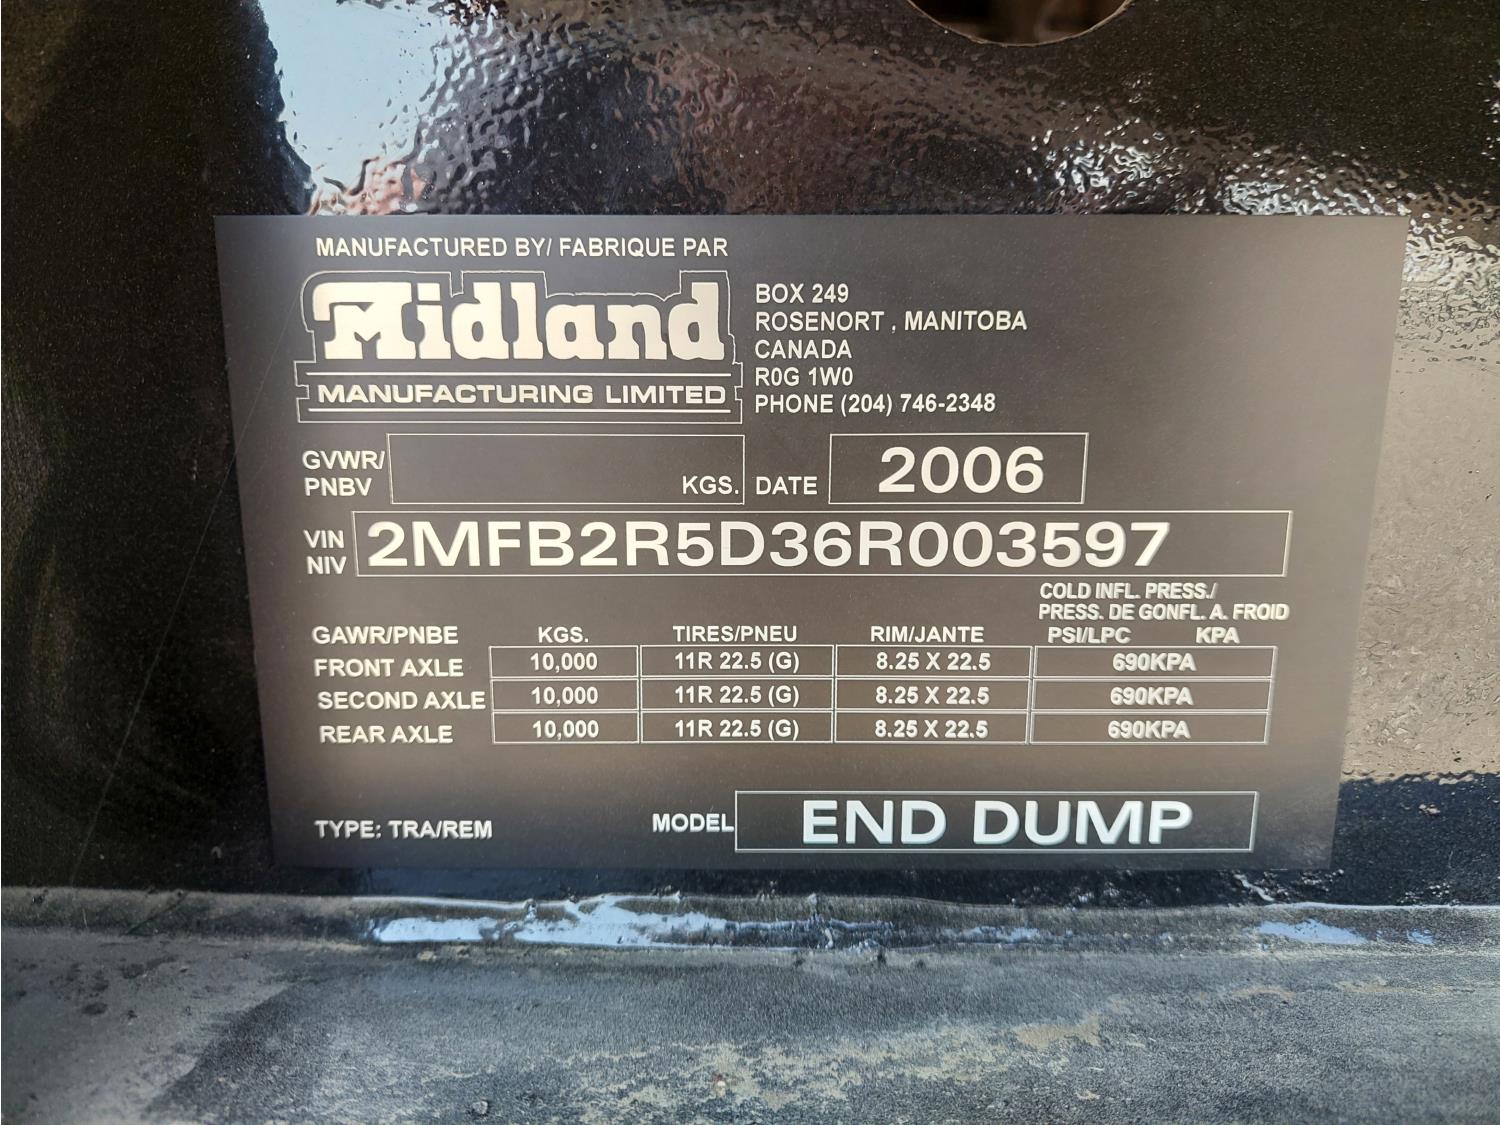 MANUFACTURED BY/ FABRIQUE PAR
Midland
MANUFACTURING LIMITED
BOX 249
ROSENORT , MANITOBA
CANADA
R0G 1W0
PHONE (204) 746-2348
GVWR/
PNBV
KGS.
DATE 2006
VIN
NIV
2MFB2R5D36R003597
COLD INFL. PRESS./
PRESS. DE GONFL. A. FROID
GAWR/PNBE KGS. TIRES/PNEU RIM/JANTE PSI/LPC KPA
FRONT AXLE 10,000 11R 22.5 (G) 8.25 X 22.5 690KPA
SECOND AXLE 10,000 11R 22.5 (G) 8.25 X 22.5 690KPA
REAR AXLE 10,000 11R 22.5 (G) 8.25 X 22.5 690KPA
TYPE: TRA/REM MODEL END DUMP